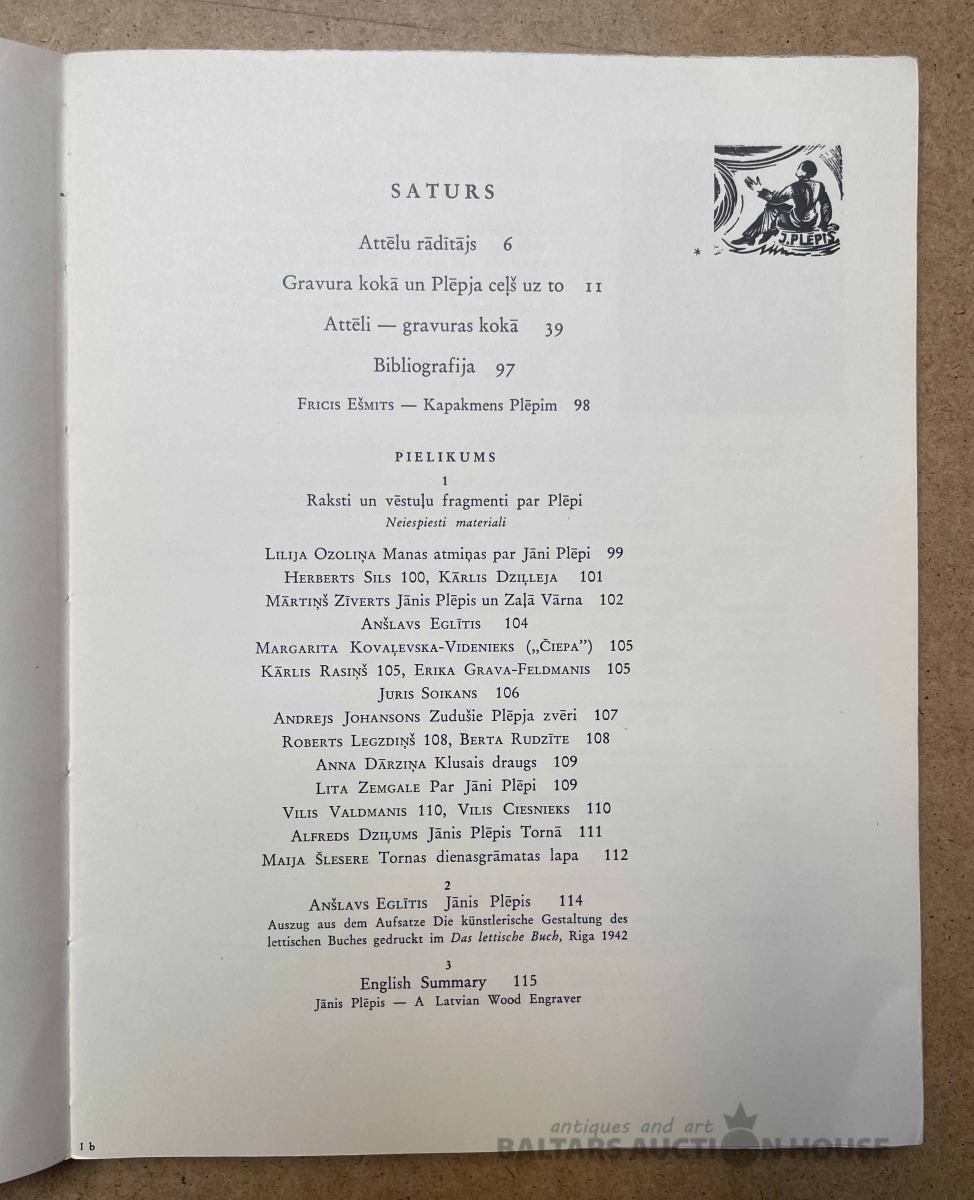 SATURS
J.PLĒPIS
*
Attēlu rādītājs 6
Gravura kokā un Plēpja ceļš uz to 11
Attēli — gravuras kokā 39
Bibliografija 97
Fricis Ešmits — Kapakmens Plēpim 98
PIELIKUMS
1
Raksti un vēstuļu fragmenti par Plēpi
Neiespiesti materiali
Lilija Ozoliņa Manas atmiņas par Jāni Plēpi 99
Herberts Sils 100, Kārlis Dziļleja 101
Mārtiņš Zīverts Jānis Plēpis un Zaļā Vārna 102
Anšlavs Eglītis 104
Margarita Kovaļevska-Videnieks („Čiepa”) 105
Kārlis Rasiņš 105, Erika Grava-Feldmanis 105
Juris Soikans 106
Andrejs Johansons Zudušie Plēpja zvēri 107
Roberts Legzdiņš 108, Berta Rudzīte 108
Anna Dārziņa Klusais draugs 109
Lita Zemgale Par Jāni Plēpi 109
Vilis Valdmanis 110, Vilis Ciesnieks 110
Alfreds Dziļums Jānis Plēpis Tornā 111
Maija Šlesere Tornas dienasgrāmatas lapa 112
2
Anšlavs Eglītis Jānis Plēpis 114
Auszug aus dem Aufsatze Die künstlerische Gestaltung des
lettischen Buches gedruckt im Das lettische Buch, Riga 1942
3
English Summary 115
Jānis Plēpis — A Latvian Wood Engraver
1 b
antiques and art
BALTARS AUCTION HOUSE